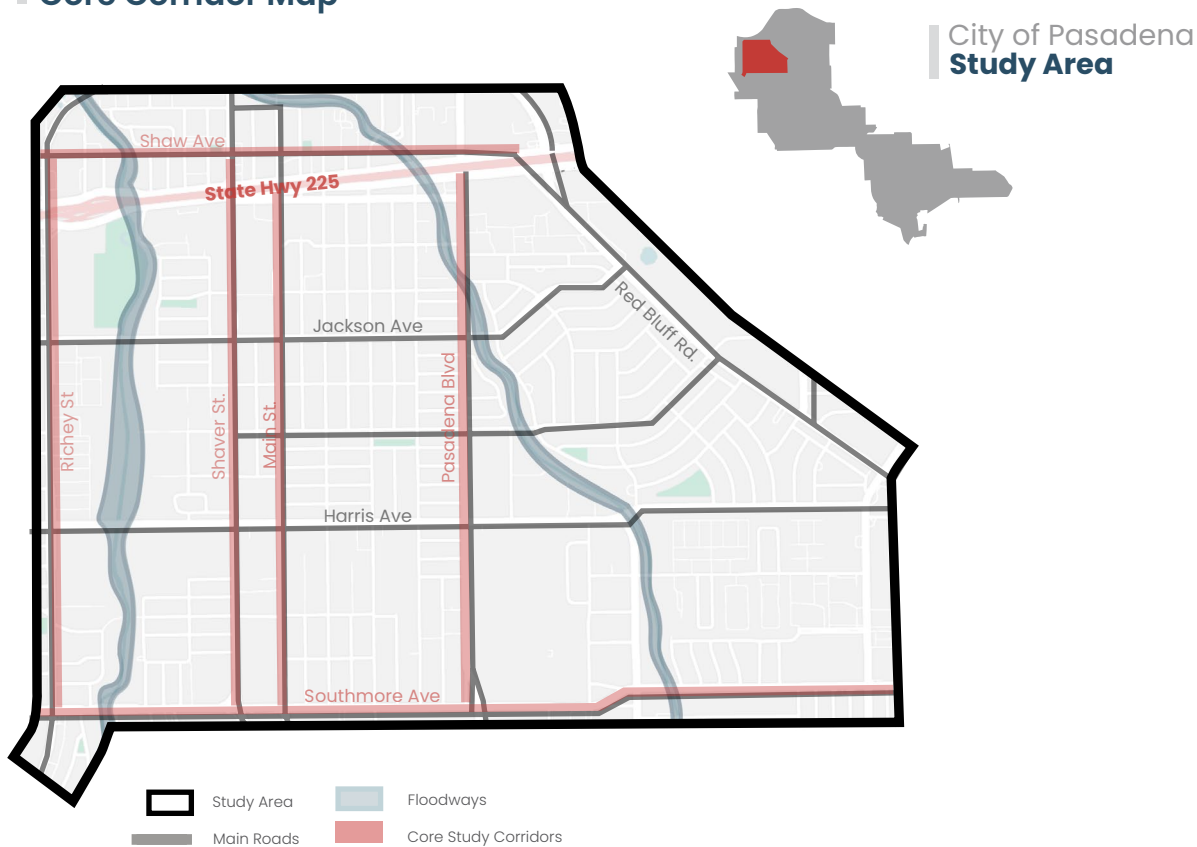 Core Corridor Map
City of Pasadena
Study Area
Shaw Ave
State Hwy 225
Jackson Ave
Red Bluff Rd.
Richey St
Shaver St.
Main St.
Pasadena Blvd
Harris Ave
Southmore Ave
Study Area
Floodways
Main Roads
Core Study Corridors